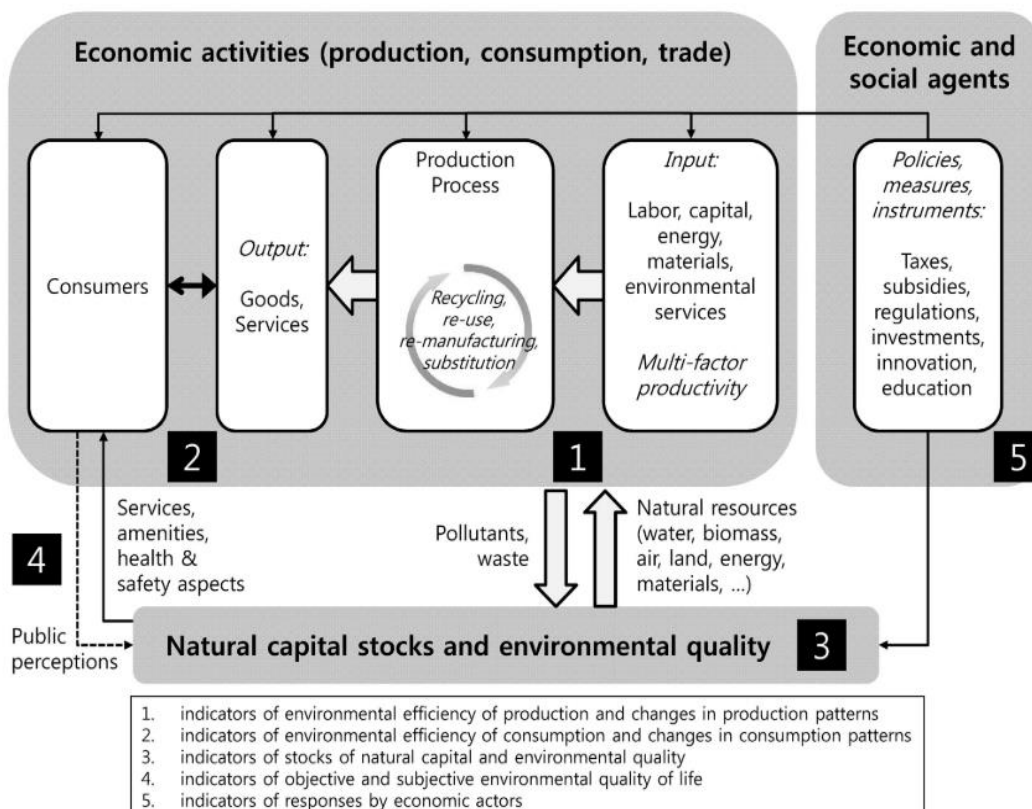 Economic activities (production, consumption, trade)
Economic and
social agents
Consumers
Output:
Goods,
Services
Production
Process
Recycling,
re-use,
re-manufacturing,
substitution
Input:
Labor, capital,
energy,
materials,
environmental
services
Multi-factor
productivity
Policies,
measures,
instruments:
Taxes,
subsidies,
regulations,
investments,
innovation,
education
2
1
5
4
Services,
amenities,
health &
safety aspects
Pollutants,
waste
Natural resources
(water, biomass,
air, land, energy,
materials, ...)
Public
perceptions
Natural capital stocks and environmental quality
3
1. indicators of environmental efficiency of production and changes in production patterns
2. indicators of environmental efficiency of consumption and changes in consumption patterns
3. indicators of stocks of natural capital and environmental quality
4. indicators of objective and subjective environmental quality of life
5. indicators of responses by economic actors